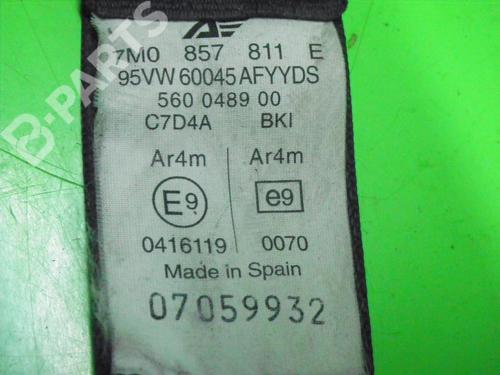 7M0 857 811 E
95VW 60045 AFYYDS
560 0489 00
C7D4A BKI
Ar4m Ar4m
E9 e9
0416119 0070
Made in Spain
07059932
B-PARTS